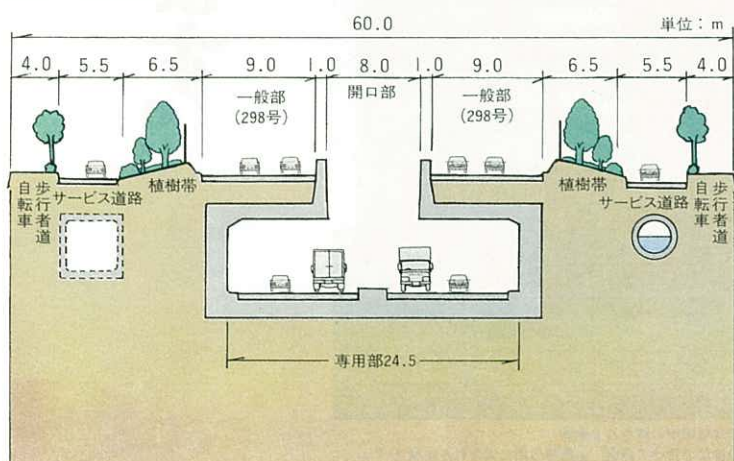 60.0
単位：m
4.0 5.5 6.5 9.0 1.0 8.0 1.0 9.0 6.5 5.5 4.0
一般部
(298号)
開口部
一般部
(298号)
自転車
歩行者道
サービス道路
植樹帯
植樹帯
サービス道路
自転車
歩行者道
専用部24.5